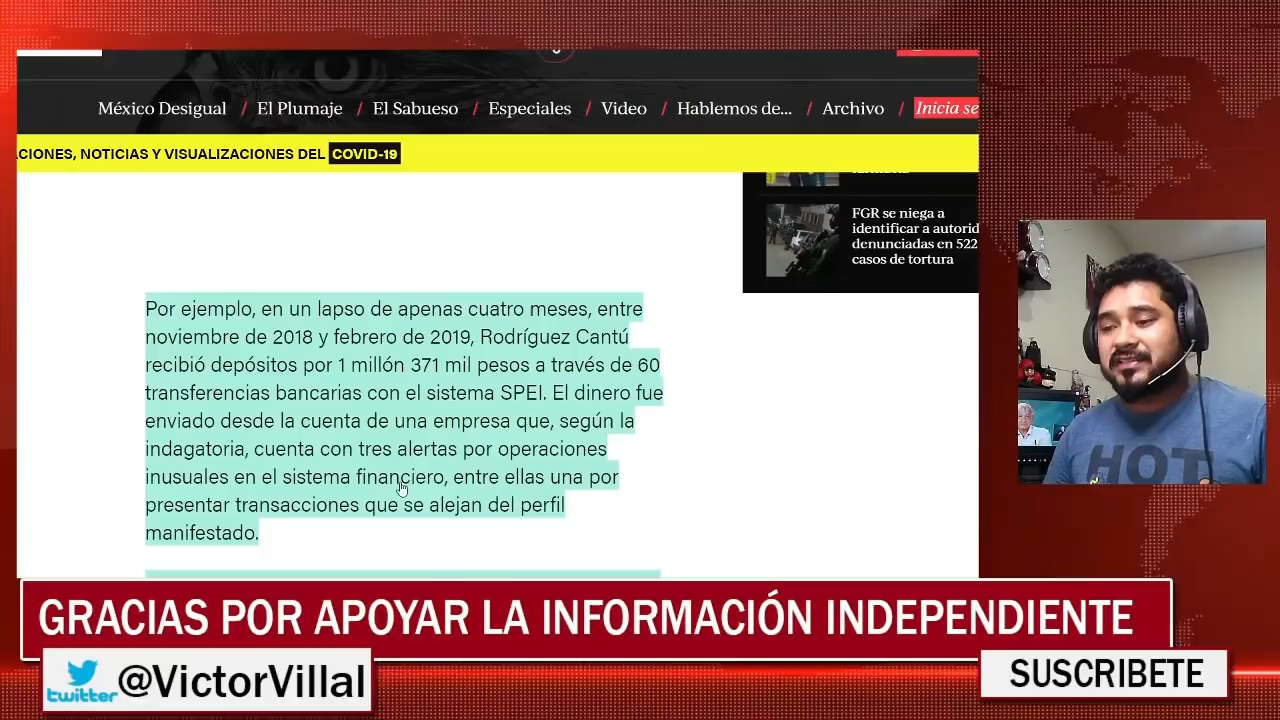 México Desigual / El Plumaje / El Sabueso / Especiales / Video / Hablemos de... / Archivo / Inicia se
CIONES, NOTICIAS Y VISUALIZACIONES DEL COVID-19
FGR se niega a
identificar a autorid
denunciadas en 522
casos de tortura
Por ejemplo, en un lapso de apenas cuatro meses, entre
noviembre de 2018 y febrero de 2019, Rodríguez Cantú
recibió depósitos por 1 millón 371 mil pesos a través de 60
transferencias bancarias con el sistema SPEI. El dinero fue
enviado desde la cuenta de una empresa que, según la
indagatoria, cuenta con tres alertas por operaciones
inusuales en el sistema financiero, entre ellas una por
presentar transacciones que se alejan del perfil
manifestado.
HOT
GRACIAS POR APOYAR LA INFORMACIÓN INDEPENDIENTE
twitter @VictorVillal
SUSCRIBETE